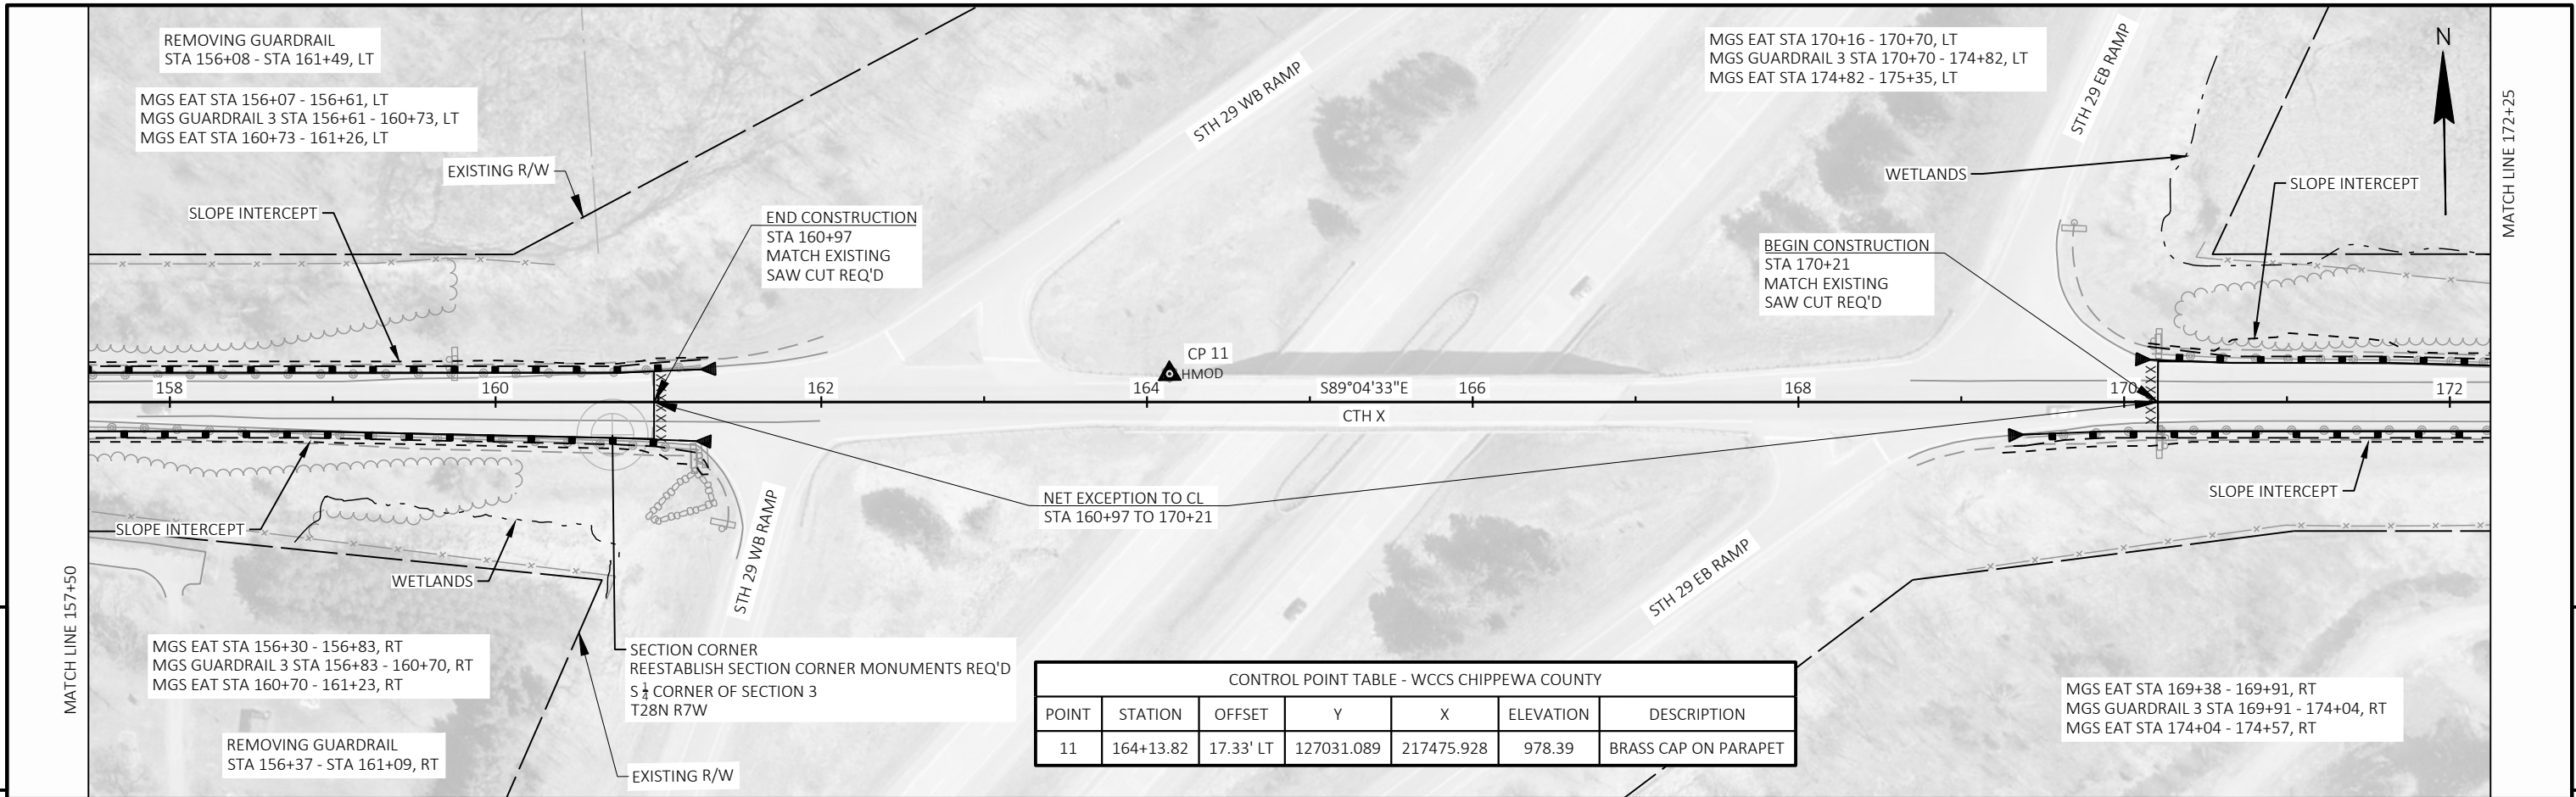 REMOVING GUARDRAIL
STA 156+08 - STA 161+49, LT
MGS EAT STA 156+07 - 156+61, LT
MGS GUARDRAIL 3 STA 156+61 - 160+73, LT
MGS EAT STA 160+73 - 161+26, LT
EXISTING R/W
SLOPE INTERCEPT
END CONSTRUCTION
STA 160+97
MATCH EXISTING
SAW CUT REQ'D
STH 29 WB RAMP
MGS EAT STA 170+16 - 170+70, LT
MGS GUARDRAIL 3 STA 170+70 - 174+82, LT
MGS EAT STA 174+82 - 175+35, LT
STH 29 EB RAMP
N
WETLANDS
SLOPE INTERCEPT
MATCH LINE 172+25
BEGIN CONSTRUCTION
STA 170+21
MATCH EXISTING
SAW CUT REQ'D
CP 11
HMOD
158
160
162
164
S89°04'33"E
166
168
170
172
CTH X
NET EXCEPTION TO CL
STA 160+97 TO 170+21
SLOPE INTERCEPT
SLOPE INTERCEPT
WETLANDS
STH 29 WB RAMP
STH 29 EB RAMP
MATCH LINE 157+50
MGS EAT STA 156+30 - 156+83, RT
MGS GUARDRAIL 3 STA 156+83 - 160+70, RT
MGS EAT STA 160+70 - 161+23, RT
SECTION CORNER
REESTABLISH SECTION CORNER MONUMENTS REQ'D
S 1/4 CORNER OF SECTION 3
T28N R7W
REMOVING GUARDRAIL
STA 156+37 - STA 161+09, RT
EXISTING R/W
CONTROL POINT TABLE - WCCS CHIPPEWA COUNTY
POINT STATION OFFSET Y X ELEVATION DESCRIPTION
11 164+13.82 17.33' LT 127031.089 217475.928 978.39 BRASS CAP ON PARAPET
MGS EAT STA 169+38 - 169+91, RT
MGS GUARDRAIL 3 STA 169+91 - 174+04, RT
MGS EAT STA 174+04 - 174+57, RT